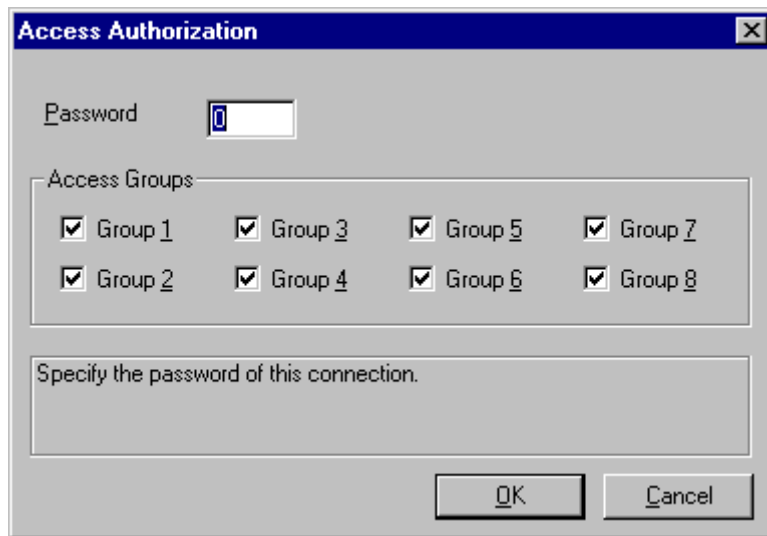 Access Authorization
Password 0
Access Groups
Group 1 Group 3 Group 5 Group 7
Group 2 Group 4 Group 6 Group 8
Specify the password of this connection.
OK Cancel